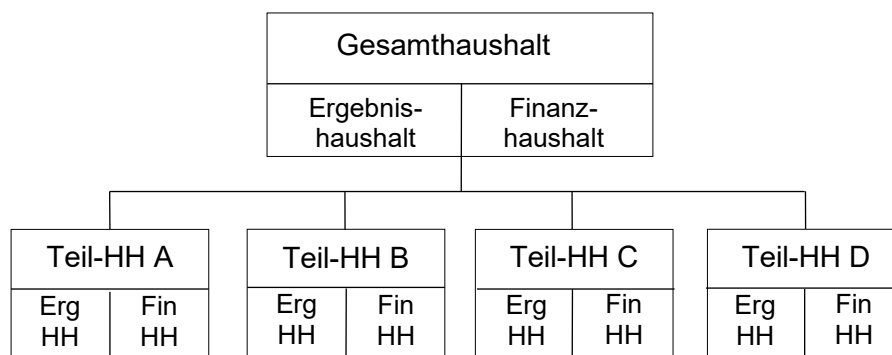 Gesamthaushalt
Ergebnis-
haushalt
Finanz-
haushalt
Teil-HH A
Erg
HH
Fin
HH
Teil-HH B
Erg
HH
Fin
HH
Teil-HH C
Erg
HH
Fin
HH
Teil-HH D
Erg
HH
Fin
HH